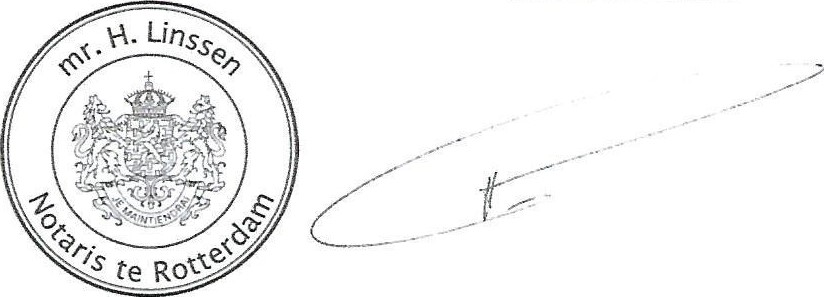 mr. H. Linssen
JE MAINTIENDRAI
Notaris te Rotterdam